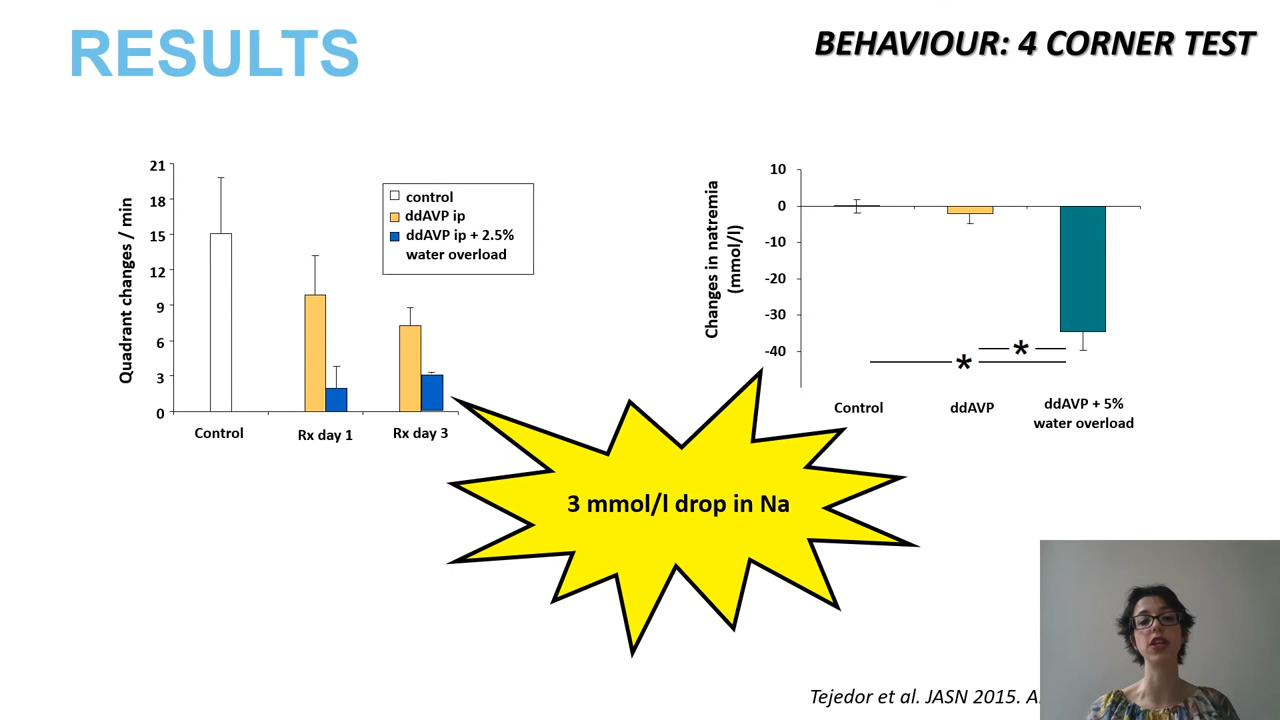 RESULTS
BEHAVIOUR: 4 CORNER TEST
Quadrant changes / min
21
18
15
12
9
6
3
0
control
ddAVP ip
ddAVP ip + 2.5%
water overload
Control
Rx day 1
Rx day 3
Changes in natremia
(mmol/l)
10
0
-10
-20
-30
-40
*
*
Control
ddAVP
ddAVP + 5%
water overload
3 mmol/l drop in Na
Tejedor et al. JASN 2015.